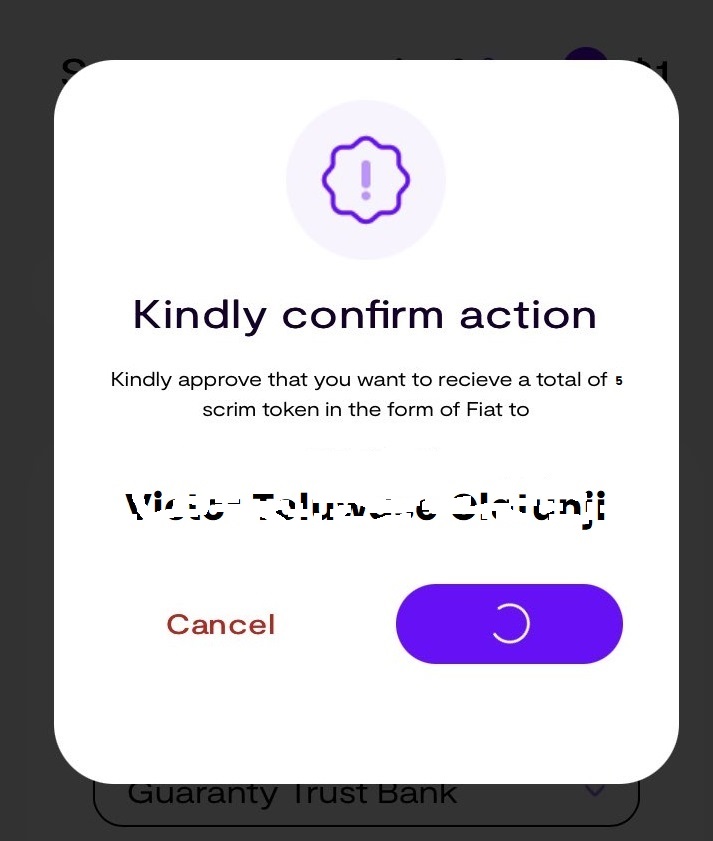 Kindly confirm action
Kindly approve that you want to recieve a total of 5
scrim token in the form of Fiat to
Cancel
Guaranty Trust Bank